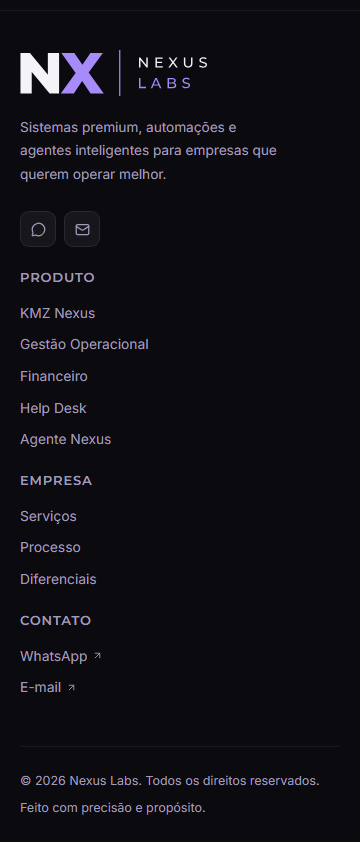 NX
NEXUS
LABS
Sistemas premium, automações e
agentes inteligentes para empresas que
querem operar melhor.
PRODUTO
KMZ Nexus
Gestão Operacional
Financeiro
Help Desk
Agente Nexus
EMPRESA
Serviços
Processo
Diferenciais
CONTATO
WhatsApp
E-mail
© 2026 Nexus Labs. Todos os direitos reservados.
Feito com precisão e propósito.